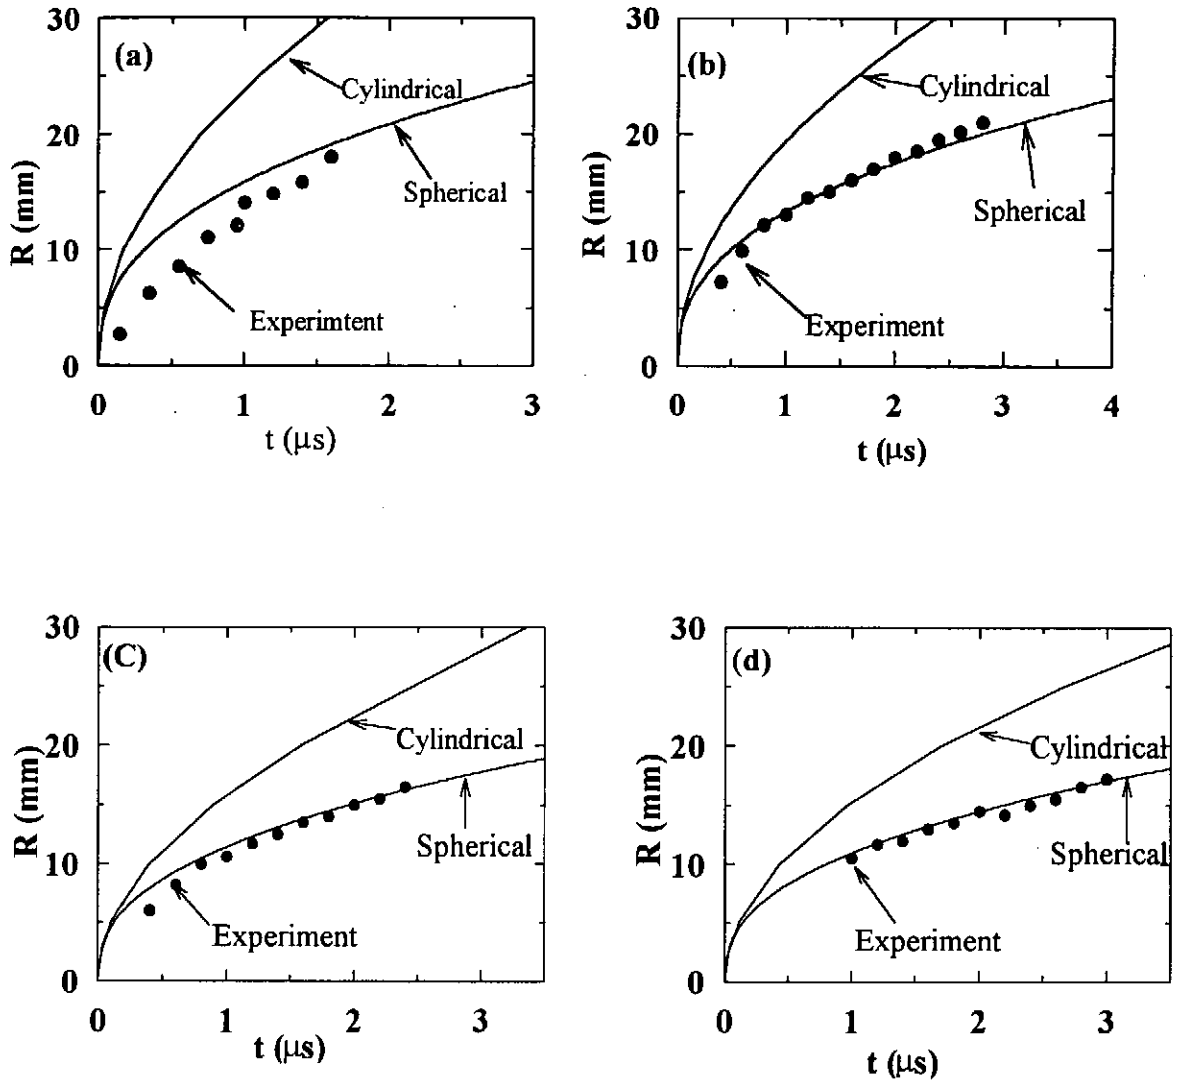 (a)
30
20
10
0
R (mm)
Cylindrical
Spherical
Experimtent
0 1 2 3
t (μs)
(b)
30
20
10
0
R (mm)
Cylindrical
Spherical
Experiment
0 1 2 3 4
t (μs)
(C)
30
20
10
0
R (mm)
Cylindrical
Spherical
Experiment
0 1 2 3
t (μs)
(d)
30
20
10
0
R (mm)
Cylindrical
Spherical
Experiment
0 1 2 3
t (μs)